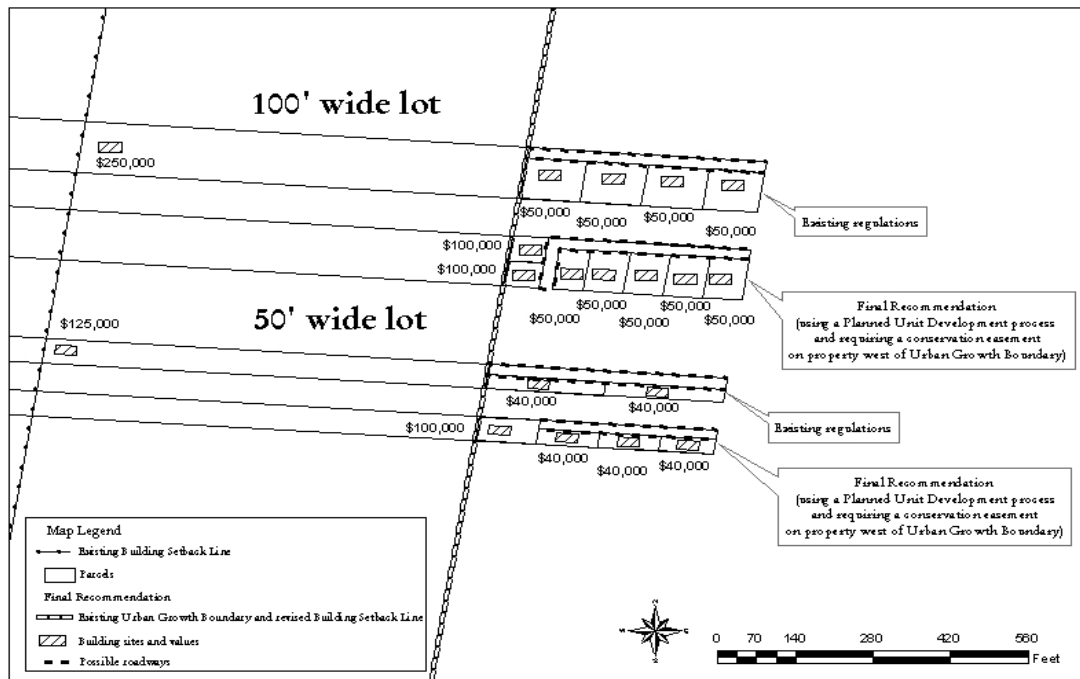 100' wide lot
$250,000
$50,000
$50,000
$50,000
$50,000
Existing regulations
$100,000
$100,000
$50,000
$50,000
$50,000
$50,000
$50,000
Final Recommendation
(using a Planned Unit Development process
and requiring a conservation easement
on property west of Urban Growth Boundary)
50' wide lot
$125,000
$40,000
$40,000
Existing regulations
$100,000
$40,000
$40,000
$40,000
Final Recommendation
(using a Planned Unit Development process
and requiring a conservation easement
on property west of Urban Growth Boundary)
Map Legend
Existing Building Setback Line
Parcels
Final Recommendation
Existing Urban Growth Boundary and revised Building Setback Line
Building sites and values
Possible roadways
N
W E
S
0 70 140 280 420 560
Feet